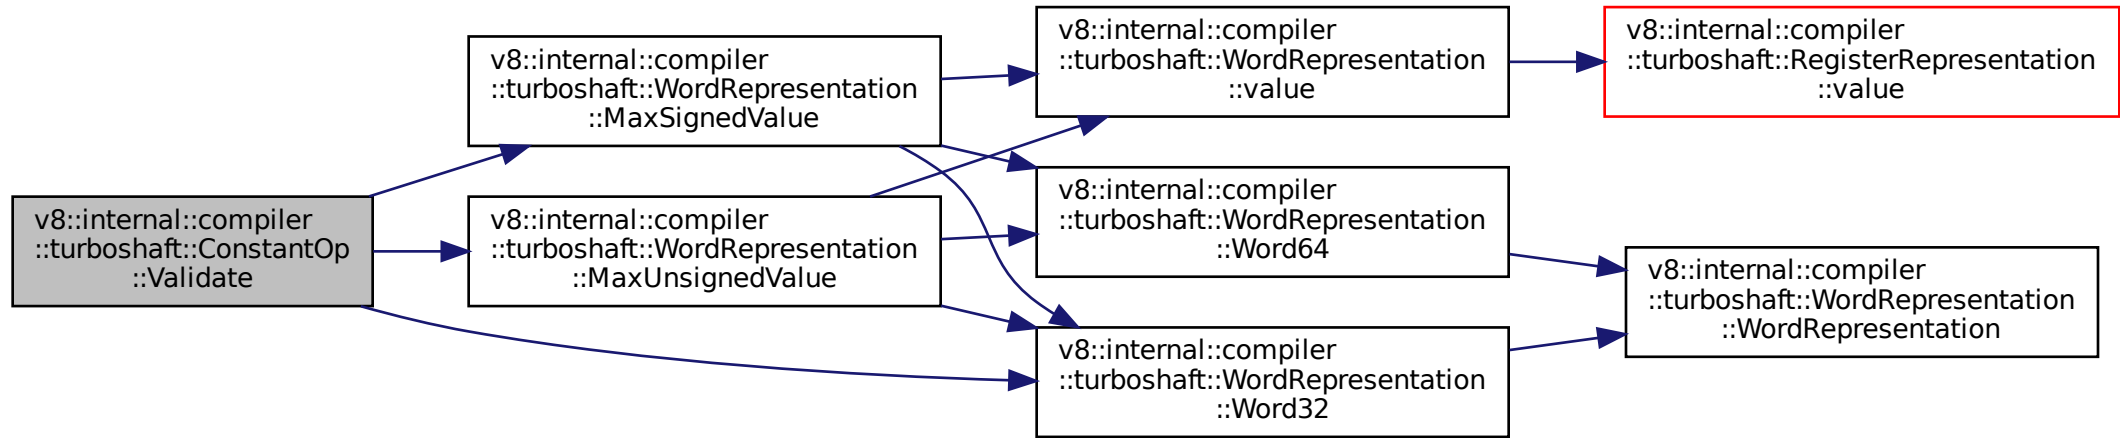 v8::internal::compiler
::turboshaft::ConstantOp
::Validate
v8::internal::compiler
::turboshaft::WordRepresentation
::MaxSignedValue
v8::internal::compiler
::turboshaft::WordRepresentation
::MaxUnsignedValue
v8::internal::compiler
::turboshaft::WordRepresentation
::value
v8::internal::compiler
::turboshaft::WordRepresentation
::Word64
v8::internal::compiler
::turboshaft::WordRepresentation
::Word32
v8::internal::compiler
::turboshaft::RegisterRepresentation
::value
v8::internal::compiler
::turboshaft::WordRepresentation
::WordRepresentation